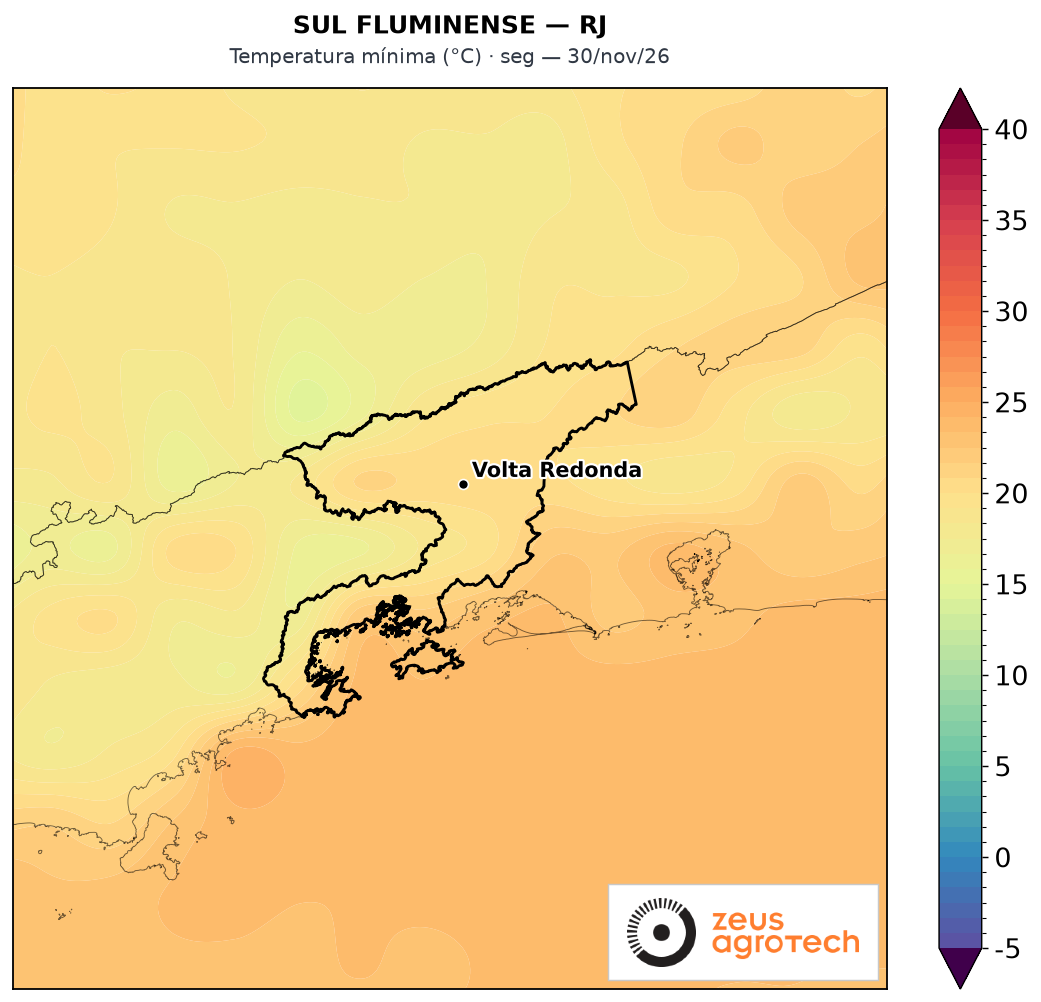 SUL FLUMINENSE — RJ
Temperatura mínima (°C) · seg — 30/nov/26
Volta Redonda
40
35
30
25
20
15
10
5
0
-5
zeus
agrotech